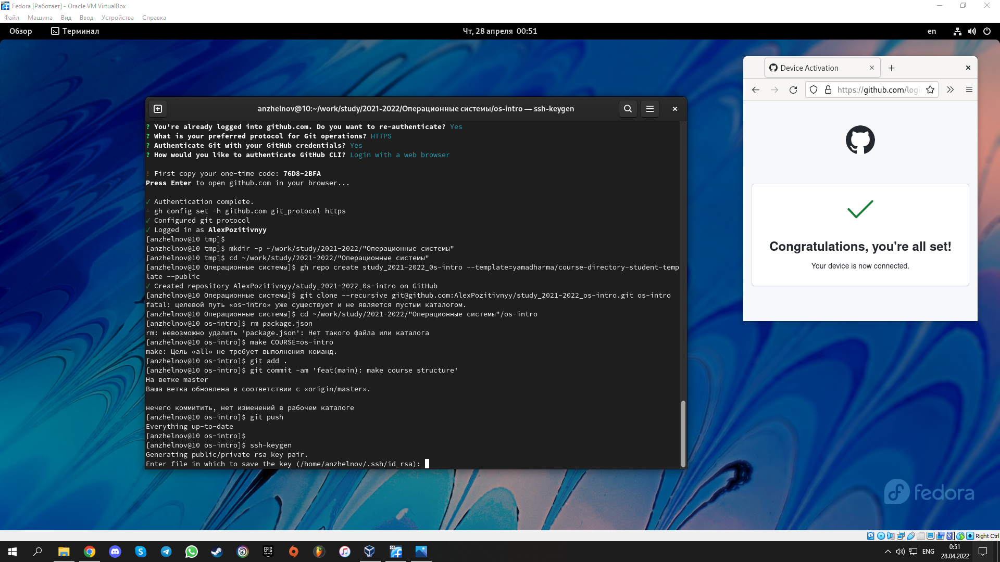 Fedora [Работает] - Oracle VM VirtualBox
Файл Машина Вид Ввод Устройства Справка
Обзор Терминал Чт, 28 апреля 00:51 en
Device Activation
https://github.com/logi
anzhelnov@10:~/work/study/2021-2022/Операционные системы/os-intro — ssh-keygen
? You're already logged into github.com. Do you want to re-authenticate? Yes
? What is your preferred protocol for Git operations? HTTPS
? Authenticate Git with your GitHub credentials? Yes
? How would you like to authenticate GitHub CLI? Login with a web browser
! First copy your one-time code: 76D8-2BFA
Press Enter to open github.com in your browser...
✓ Authentication complete.
- gh config set -h github.com git_protocol https
✓ Configured git protocol
✓ Logged in as AlexPozitivnyy
[anzhelnov@10 tmp]$
[anzhelnov@10 tmp]$ mkdir -p ~/work/study/2021-2022/"Операционные системы"
[anzhelnov@10 tmp]$ cd ~/work/study/2021-2022/"Операционные системы"
[anzhelnov@10 Операционные системы]$ gh repo create study_2021-2022_0s-intro --template=yamadharma/course-directory-student-temp
late --public
✓ Created repository AlexPozitivnyy/study_2021-2022_0s-intro on GitHub
[anzhelnov@10 Операционные системы]$ git clone --recursive git@github.com:AlexPozitivnyy/study_2021-2022_os-intro.git os-intro
fatal: целевой путь «os-intro» уже существует и не является пустым каталогом.
[anzhelnov@10 Операционные системы]$ cd ~/work/study/2021-2022/"Операционные системы"/os-intro
[anzhelnov@10 os-intro]$ rm package.json
rm: невозможно удалить 'package.json': Нет такого файла или каталога
[anzhelnov@10 os-intro]$ make COURSE=os-intro
make: Цель «all» не требует выполнения команд.
[anzhelnov@10 os-intro]$ git add .
[anzhelnov@10 os-intro]$ git commit -am 'feat(main): make course structure'
На ветке master
Ваша ветка обновлена в соответствии с «origin/master».
нечего коммитить, нет изменений в рабочем каталоге
[anzhelnov@10 os-intro]$ git push
Everything up-to-date
[anzhelnov@10 os-intro]$
[anzhelnov@10 os-intro]$ ssh-keygen
Generating public/private rsa key pair.
Enter file in which to save the key (/home/anzhelnov/.ssh/id_rsa):
Congratulations, you're all set!
Your device is now connected.
fedora
Right Ctrl
EPIC GAMES
ENG
0:51
28.04.2022